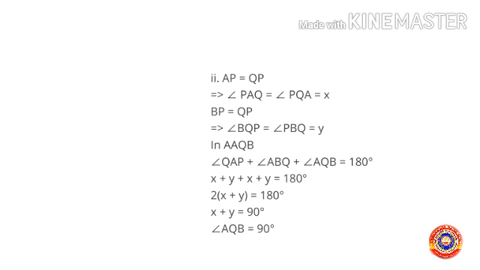 Made with KINEMASTER
ii. AP = QP
=> ∠ PAQ = ∠ PQA = x
BP = QP
=> ∠BQP = ∠PBQ = y
In AAQB
∠QAP + ∠ABQ + ∠AQB = 180°
x + y + x + y = 180°
2(x + y) = 180°
x + y = 90°
∠AQB = 90°